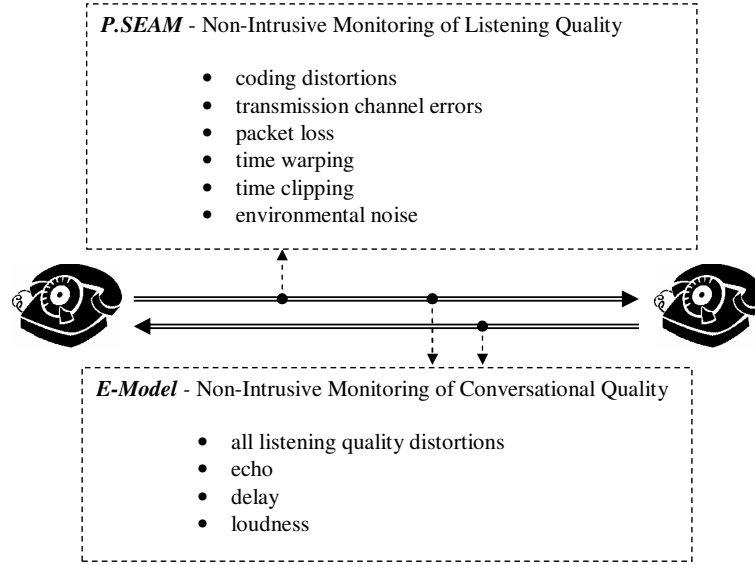 P.SEAM - Non-Intrusive Monitoring of Listening Quality
• coding distortions
• transmission channel errors
• packet loss
• time warping
• time clipping
• environmental noise
E-Model - Non-Intrusive Monitoring of Conversational Quality
• all listening quality distortions
• echo
• delay
• loudness